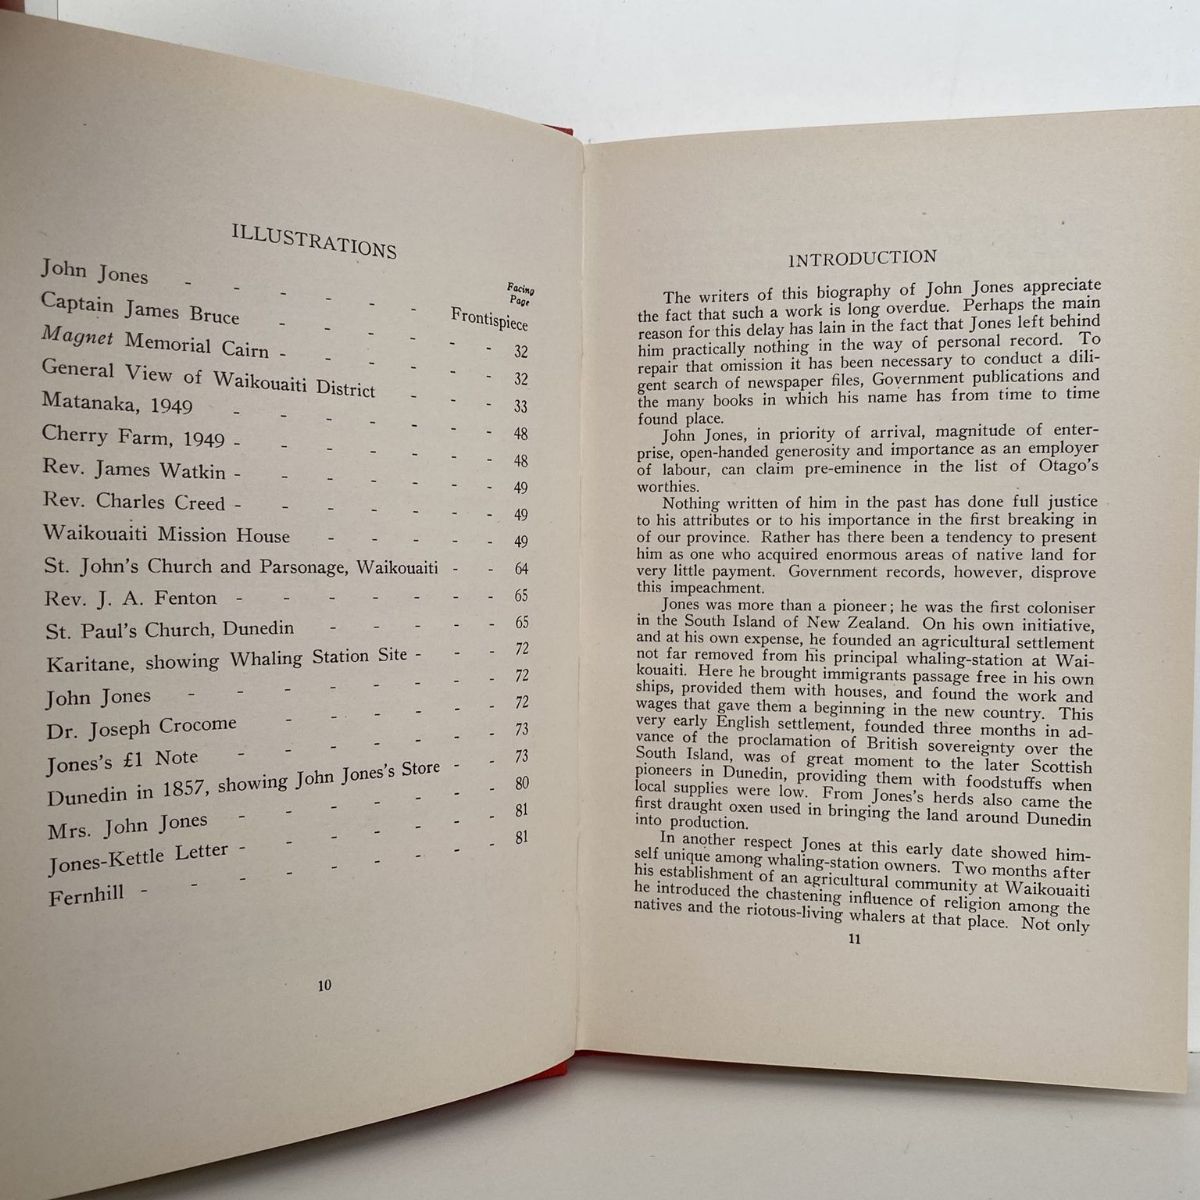 ILLUSTRATIONS
Facing
Page
John Jones - - - - - - Frontispiece
Captain James Bruce - - - - - - 32
Magnet Memorial Cairn - - - - - - 32
General View of Waikouaiti District - - - 33
Matanaka, 1949 - - - - - - - 48
Cherry Farm, 1949 - - - - - - - 48
Rev. James Watkin - - - - - - - 49
Rev. Charles Creed - - - - - - - 49
Waikouaiti Mission House - - - - - 49
St. John's Church and Parsonage, Waikouaiti - - 64
Rev. J. A. Fenton - - - - - - - 65
St. Paul's Church, Dunedin - - - - - 65
Karitane, showing Whaling Station Site - - - 72
John Jones - - - - - - - - 72
Dr. Joseph Crocome - - - - - - 72
Jones's £1 Note - - - - - - - 73
Dunedin in 1857, showing John Jones's Store - - 73
Mrs. John Jones - - - - - - - 80
Jones-Kettle Letter - - - - - - - 81
Fernhill - - - - - - - - - 81
10
INTRODUCTION
The writers of this biography of John Jones appreciate
the fact that such a work is long overdue. Perhaps the main
reason for this delay has lain in the fact that Jones left behind
him practically nothing in the way of personal record. To
repair that omission it has been necessary to conduct a dili-
gent search of newspaper files, Government publications and
the many books in which his name has from time to time
found place.
John Jones, in priority of arrival, magnitude of enter-
prise, open-handed generosity and importance as an employer
of labour, can claim pre-eminence in the list of Otago's
worthies.
Nothing written of him in the past has done full justice
to his attributes or to his importance in the first breaking in
of our province. Rather has there been a tendency to present
him as one who acquired enormous areas of native land for
very little payment. Government records, however, disprove
this impeachment.
Jones was more than a pioneer; he was the first coloniser
in the South Island of New Zealand. On his own initiative,
and at his own expense, he founded an agricultural settlement
not far removed from his principal whaling-station at Wai-
kouaiti. Here he brought immigrants passage free in his own
ships, provided them with houses, and found the work and
wages that gave them a beginning in the new country. This
very early English settlement, founded three months in ad-
vance of the proclamation of British sovereignty over the
South Island, was of great moment to the later Scottish
pioneers in Dunedin, providing them with foodstuffs when
local supplies were low. From Jones's herds also came the
first draught oxen used in bringing the land around Dunedin
into production.
In another respect Jones at this early date showed him-
self unique among whaling-station owners. Two months after
his establishment of an agricultural community at Waikouaiti
he introduced the chastening influence of religion among the
natives and the riotous-living whalers at that place. Not only
11